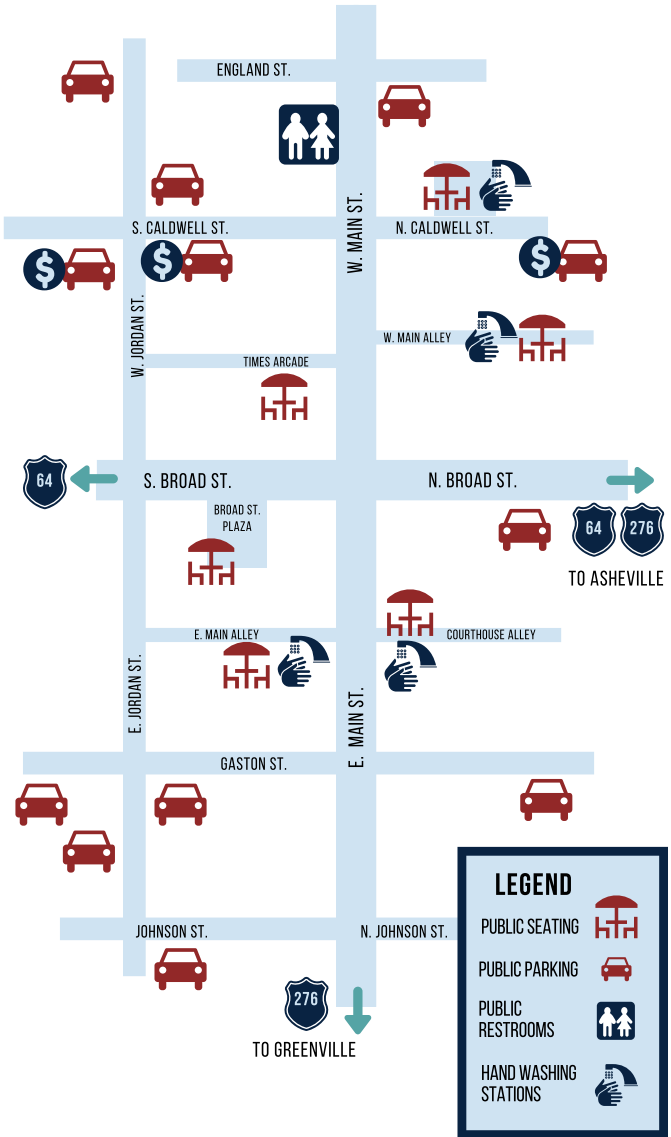 ENGLAND ST.
S. CALDWELL ST.
N. CALDWELL ST.
W. MAIN ST.
$
$
$
W. JORDAN ST.
W. MAIN ALLEY
TIMES ARCADE
64
S. BROAD ST.
N. BROAD ST.
BROAD ST.
PLAZA
64
276
TO ASHEVILLE
E. MAIN ALLEY
COURTHOUSE ALLEY
E. JORDAN ST.
E. MAIN ST.
GASTON ST.
JOHNSON ST.
N. JOHNSON ST.
276
TO GREENVILLE
LEGEND
PUBLIC SEATING
PUBLIC PARKING
PUBLIC
RESTROOMS
HAND WASHING
STATIONS